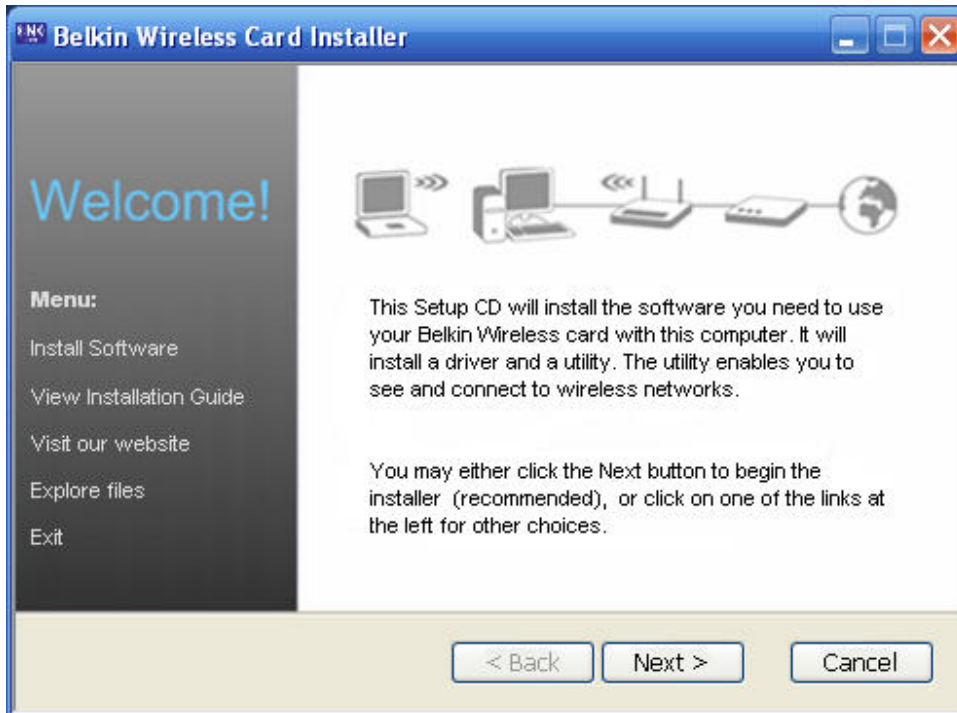 Belkin Wireless Card Installer
Welcome!
Menu:
Install Software
View Installation Guide
Visit our website
Explore files
Exit
This Setup CD will install the software you need to use
your Belkin Wireless card with this computer. It will
install a driver and a utility. The utility enables you to
see and connect to wireless networks.
You may either click the Next button to begin the
installer (recommended), or click on one of the links at
the left for other choices.
< Back
Next >
Cancel